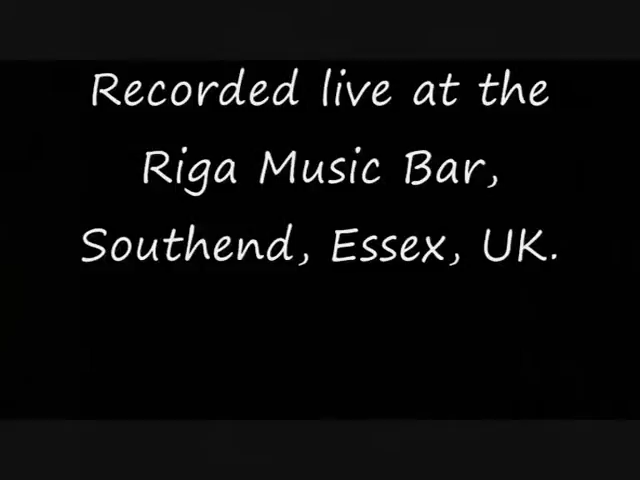 Recorded live at the
Riga Music Bar,
Southend, Essex, UK.